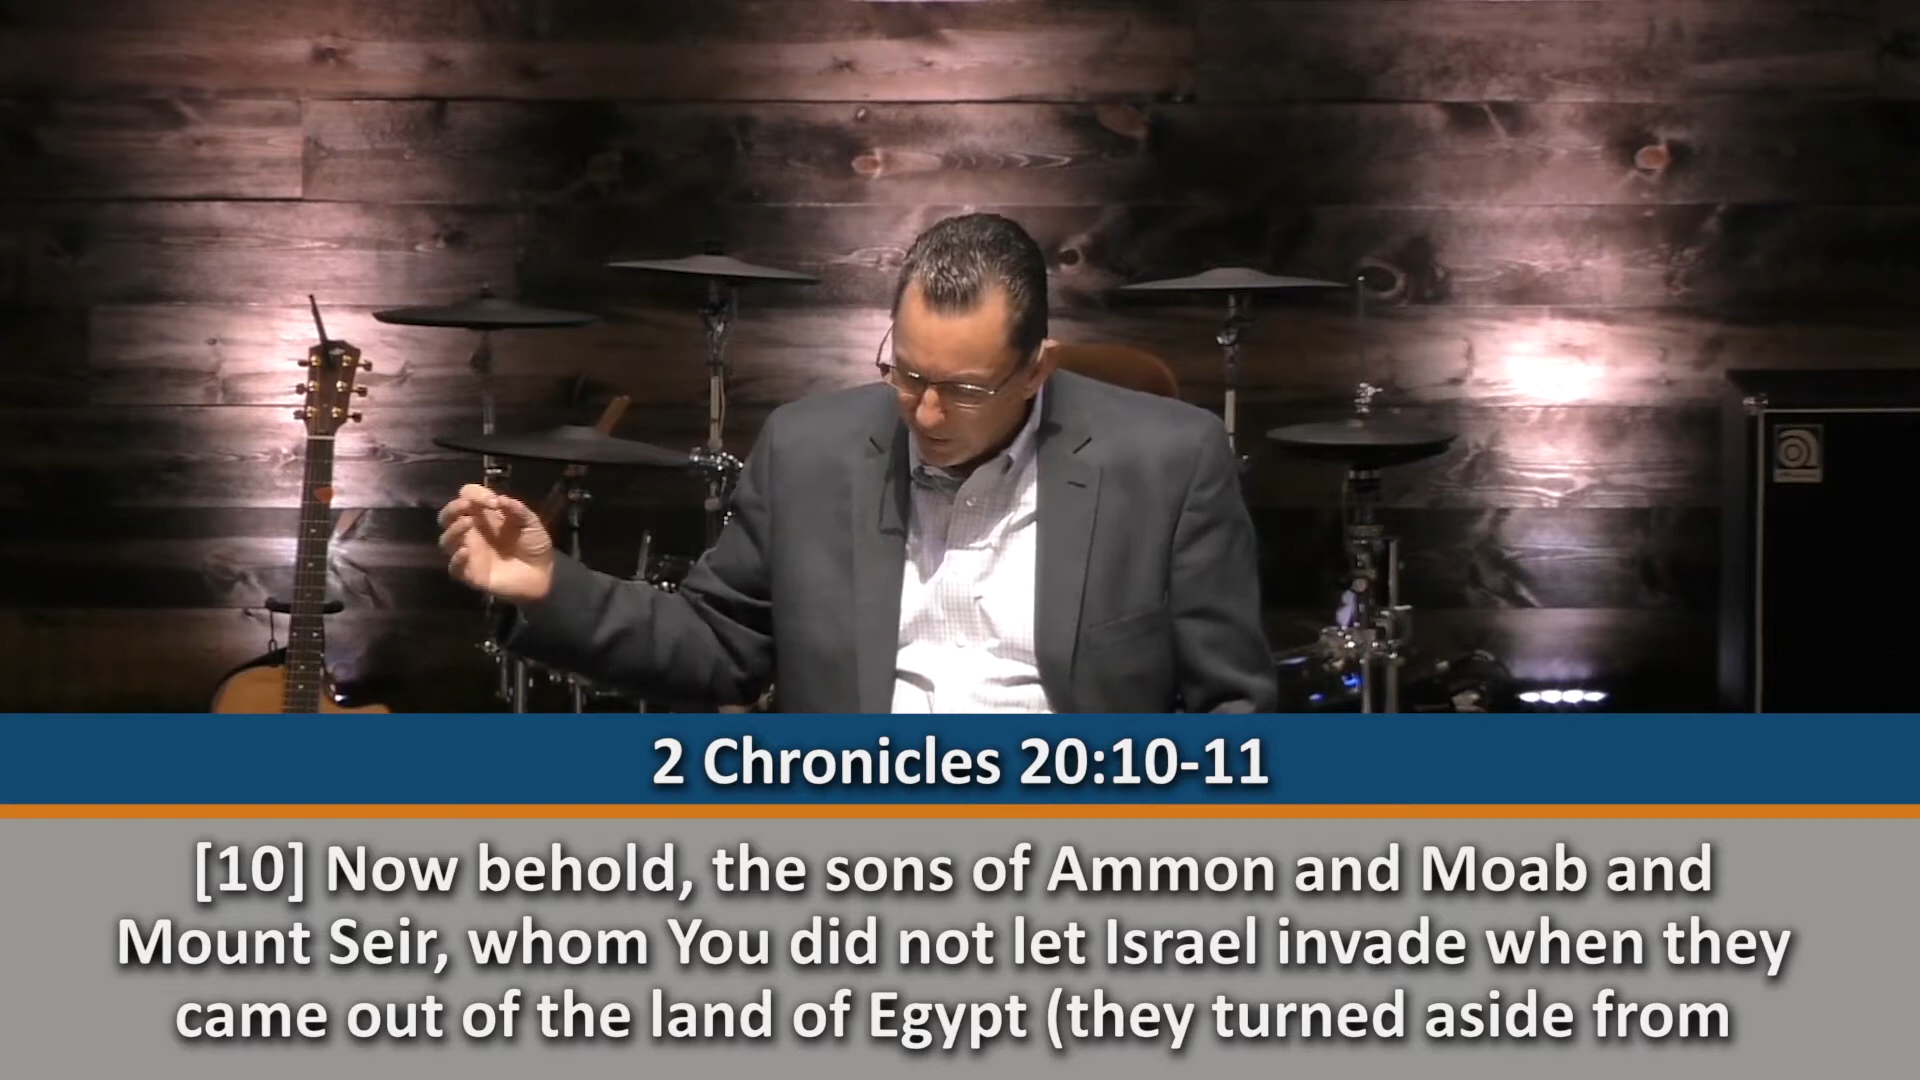 2 Chronicles 20:10-11
[10] Now behold, the sons of Ammon and Moab and
Mount Seir, whom You did not let Israel invade when they
came out of the land of Egypt (they turned aside from